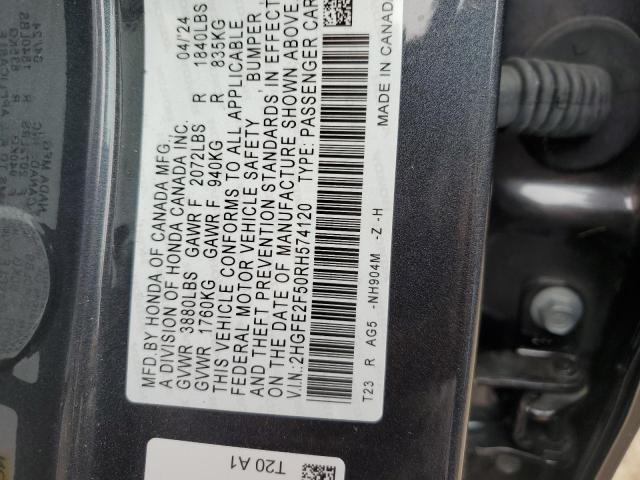 MFD.BY HONDA OF CANADA MFG.
A DIVISION OF HONDA CANADA INC. 04/24
GVWR 3880LBS GAWR F 2072LBS R 1840LBS
GVWR 1760KG GAWR F 940KG R 835KG
THIS VEHICLE CONFORMS TO ALL APPLICABLE
FEDERAL MOTOR VEHICLE SAFETY, BUMPER,
AND THEFT PREVENTION STANDARDS IN EFFECT
ON THE DATE OF MANUFACTURE SHOWN ABOVE.
V.I.N.: 2HGFE2F50RH574120 TYPE: PASSENGER CAR
T23 R AG5 -NH904M -Z -H MADE IN CANADA
T20 A1